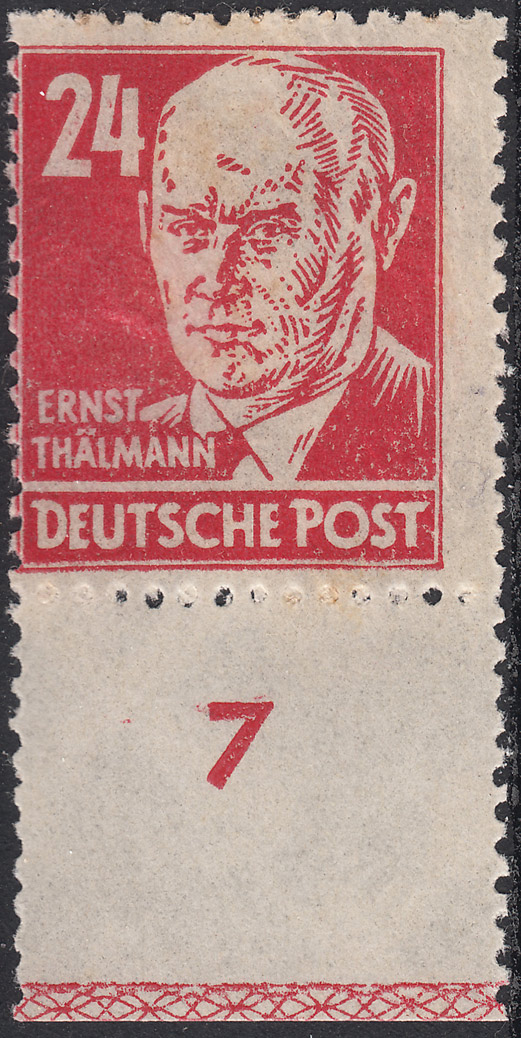 24
ERNST
THÄLMANN
DEUTSCHE POST
7